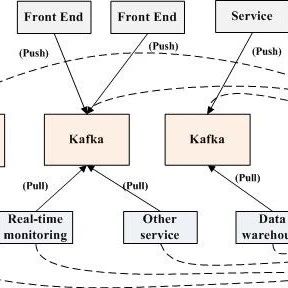 Front End
Front End
Service
(Push)
(Push)
(Push)
Kafka
Kafka
(Pull)
(Pull)
(Pull)
Real-time
monitoring
Other
service
Data
warehou